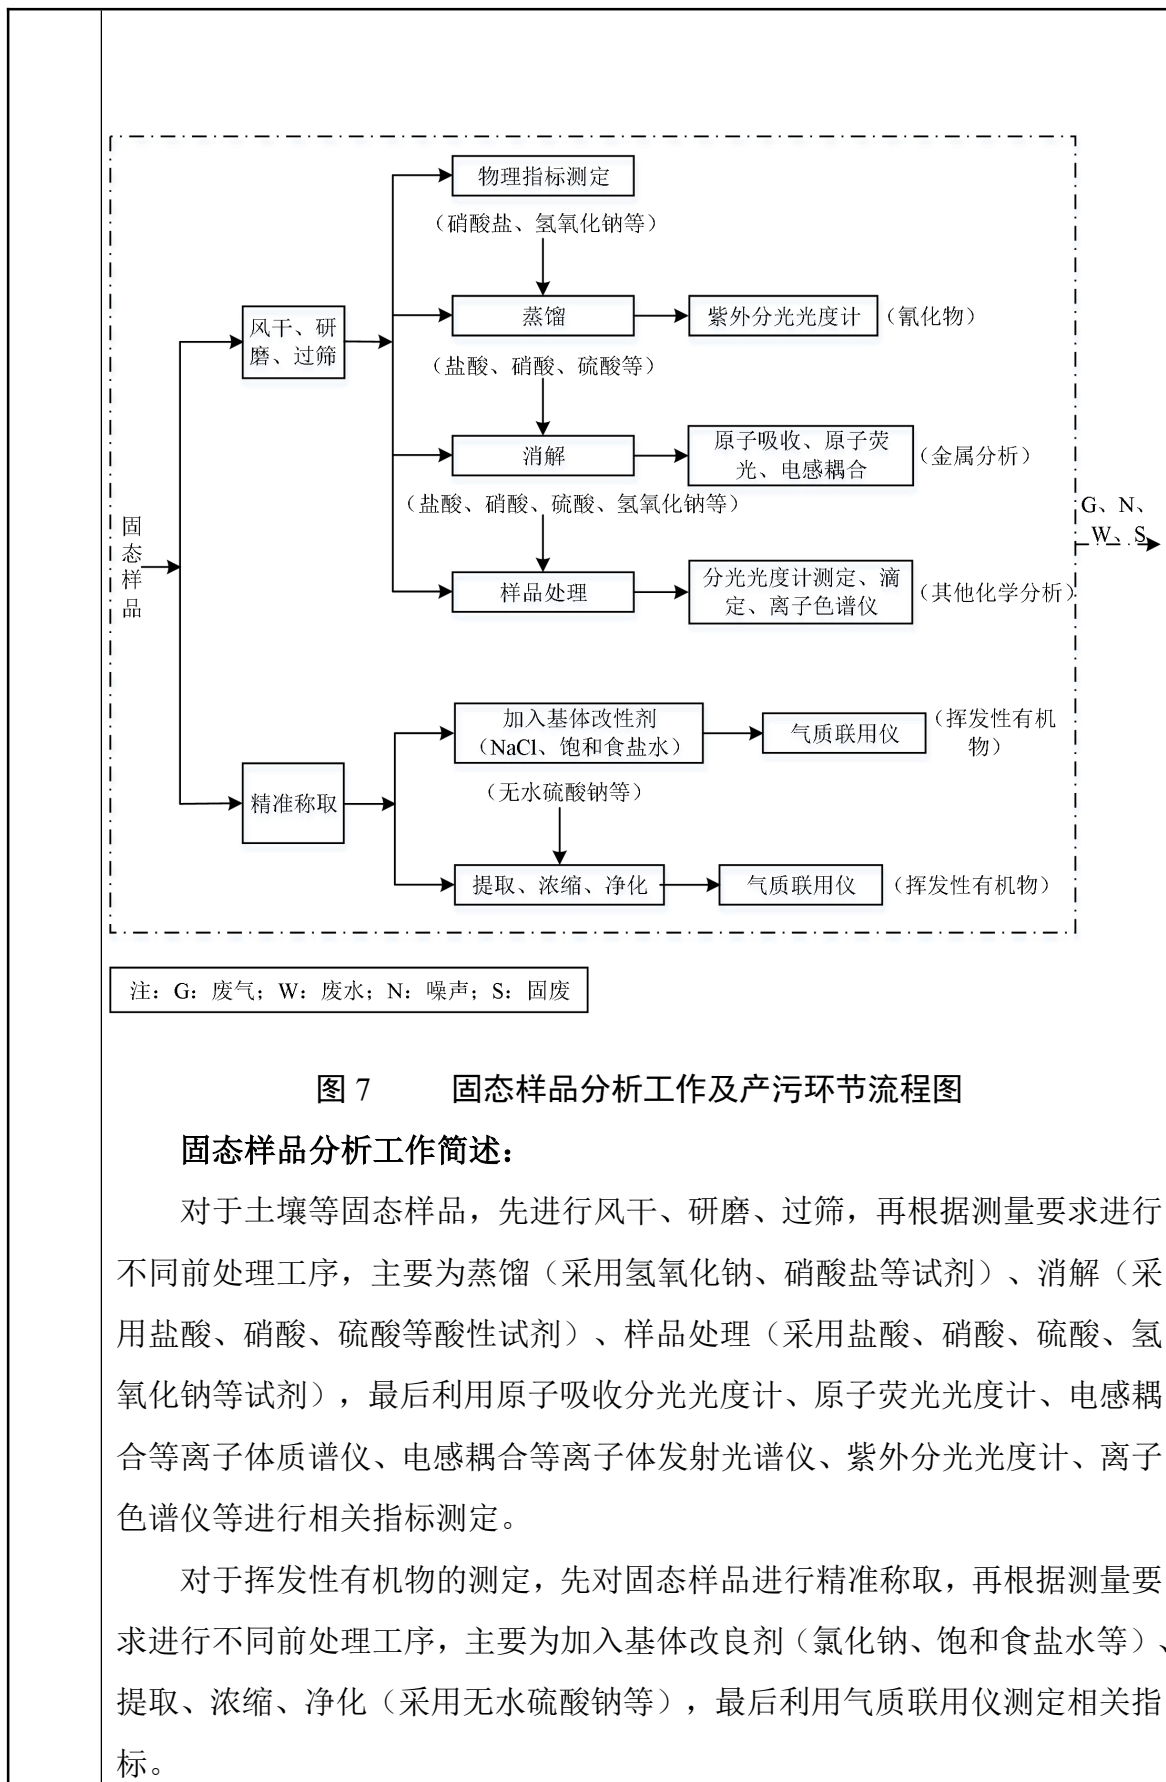 物理指标测定
（硝酸盐、氢氧化钠等）
蒸馏
紫外分光光度计
（氰化物）
风干、研
磨、过筛
（盐酸、硝酸、硫酸等）
消解
原子吸收、原子荧
光、电感耦合
（金属分析）
（盐酸、硝酸、硫酸、氢氧化钠等）
样品处理
分光光度计测定、滴
定、离子色谱仪
（其他化学分析）
G、N、
W、S
固
态
样
品
加入基体改性剂
（NaCl、饱和食盐水）
气质联用仪
（挥发性有机
物）
精准称取
（无水硫酸钠等）
提取、浓缩、净化
气质联用仪
（挥发性有机物）
注：G：废气；W：废水；N：噪声；S：固废
图 7 固态样品分析工作及产污环节流程图
固态样品分析工作简述：
对于土壤等固态样品，先进行风干、研磨、过筛，再根据测量要求进行
不同前处理工序，主要为蒸馏（采用氢氧化钠、硝酸盐等试剂）、消解（采
用盐酸、硝酸、硫酸等酸性试剂）、样品处理（采用盐酸、硝酸、硫酸、氢
氧化钠等试剂），最后利用原子吸收分光光度计、原子荧光光度计、电感耦
合等离子体质谱仪、电感耦合等离子体发射光谱仪、紫外分光光度计、离子
色谱仪等进行相关指标测定。
对于挥发性有机物的测定，先对固态样品进行精准称取，再根据测量要
求进行不同前处理工序，主要为加入基体改良剂（氯化钠、饱和食盐水等）、
提取、浓缩、净化（采用无水硫酸钠等），最后利用气质联用仪测定相关指
标。